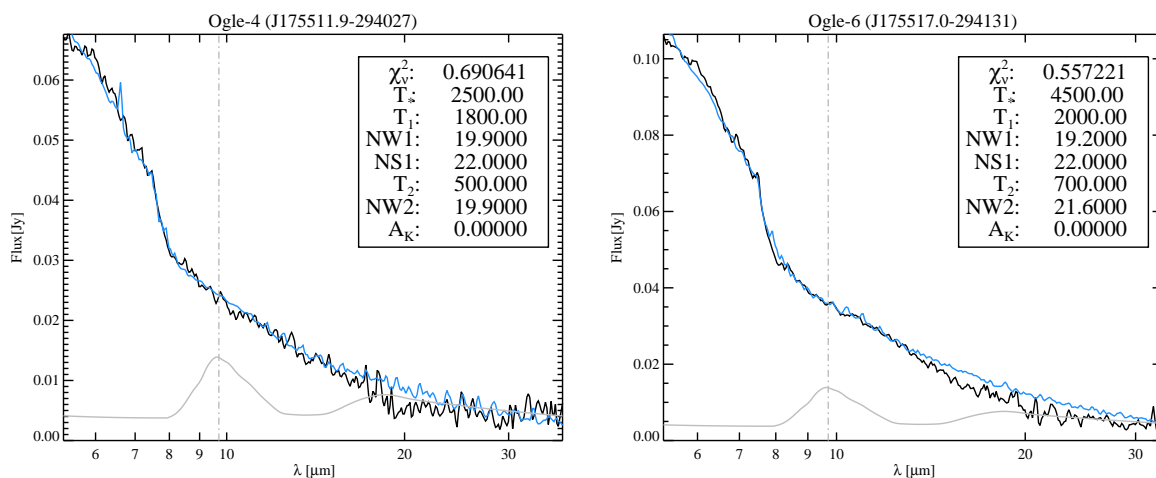 Ogle-4 (J175511.9-294027)
χ²ᵥ: 0.690641
T*: 2500.00
T₁: 1800.00
NW1: 19.9000
NS1: 22.0000
T₂: 500.000
NW2: 19.9000
A_K: 0.00000
Flux[Jy]
0.06
0.05
0.04
0.03
0.02
0.01
0.00
6 7 8 9 10 20 30
λ [μm]
Ogle-6 (J175517.0-294131)
χ²ᵥ: 0.557221
T*: 4500.00
T₁: 2000.00
NW1: 19.2000
NS1: 22.0000
T₂: 700.000
NW2: 21.6000
A_K: 0.00000
Flux[Jy]
0.10
0.08
0.06
0.04
0.02
0.00
6 7 8 9 10 20 30
λ [μm]